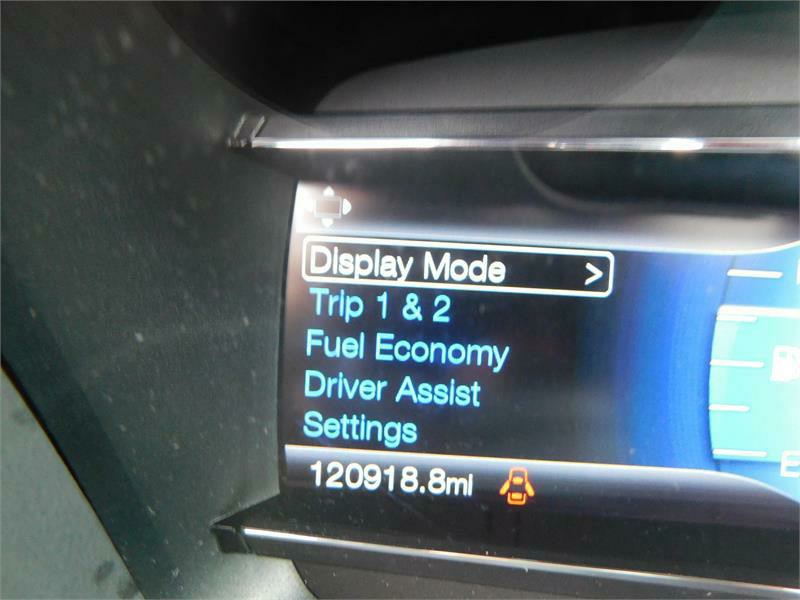 Display Mode >
Trip 1 & 2
Fuel Economy
Driver Assist
Settings
120918.8mi
E